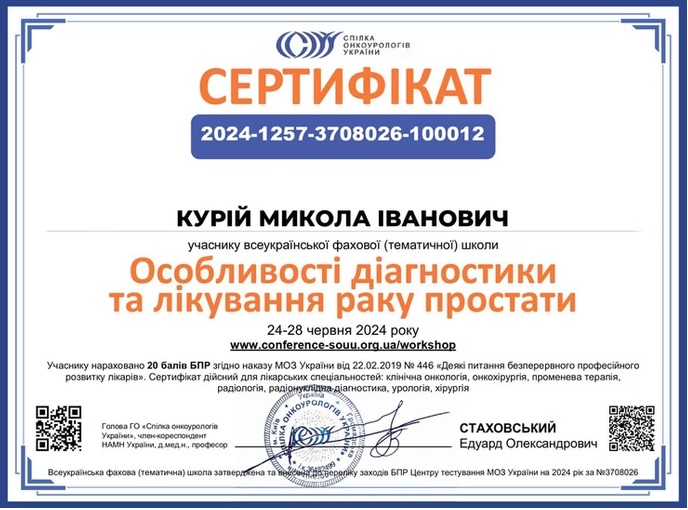 СПІЛКА
ОНКОУРОЛОГІВ
УКРАЇНИ
СЕРТИФІКАТ
2024-1257-3708026-100012
КУРІЙ МИКОЛА ІВАНОВИЧ
учаснику всеукраїнської фахової (тематичної) школи
Особливості діагностики
та лікування раку простати
24-28 червня 2024 року
www.conference-souu.org.ua/workshop
Учаснику нараховано 20 балів БПР згідно наказу МОЗ України від 22.02.2019 № 446 «Деякі питання безперервного професійного
розвитку лікарів». Сертифікат дійсний для лікарських спеціальностей: клінічна онкологія, онкохірургія, променева терапія,
радіологія, радіонуклідна діагностика, урологія, хірургія
Голова ГО «Спілка онкоурологів
України», член-кореспондент
НАМН України, д.мед.н., професор
Україна
м. Київ
СПІЛКА ОНКОУРОЛОГІВ УКРАЇНИ
СТАХОВСЬКИЙ
Едуард Олександрович
Всеукраїнська фахова (тематична) школа затверджена та внесена до переліку заходів БПР Центру тестування МОЗ України на 2024 рік за №3708026